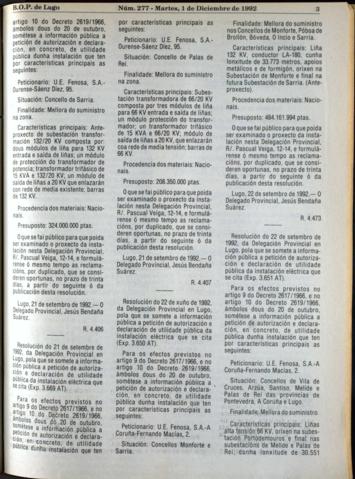 B.O.P. de Lugo
Núm. 277 - Martes, 1 de Diciembre de 1992
3
artigo 10 do Decreto 2619/1966,
ámbolos dous do 20 de outubro,
sométese a información pública a
petición de autorización e declara-
ción, en concreto, de utilidade
pública dunha instalación que ten
por características principais as
seguintes:
Peticionario: U.E. Fenosa, S.A.-
Ourense-Sáenz Díez, 95.
Situación: Concello de Sarria.
Finalidade: Mellora do suministro
na zona.
Características principais: Ante-
proxecto de subestación transfor-
mación 132/20 KV composta por:
dous módulos de liña para 132 KV
entrada e saída de liñas; un módulo
de protección do transformador de
potencia; transformador trifásico de
15 KVA e 132/20 KV, un módulo de
saída de liñas a 20 KV que enlazarán
con rede de media existente; barras
de 132 KV.
Procedencia dos materiais: Nacio-
nais.
Presuposto: 324.000.000 ptas.
O que se fai público para que poida
ser examinado o proxecto da insta-
lación nesta Delegación Provincial,
R/. Pascual Veiga, 12-14, e formulá-
rense ó mesmo tempo as reclama-
cións, por duplicado, que se consi-
deren oportunas, no prazo de trinta
días, a partir do seguinte ó da
publicación desta resolución.
Lugo, 21 de setembro de 1992.— O
Delegado Provincial, Jesús Bendaña
Suárez.
R. 4.406
Resolución do 21 de setembro de
1992, da Delegación Provincial en
Lugo, pola que se somete a informa-
ción pública a petición de autoriza-
ción e declaración de utilidade
pública da instalación eléctrica que
se cita (Exp. 3.669 AT).
Para os efectos previstos no
artigo 9 do Decreto 2617/1966, e no
artigo 10 do Decreto 2619/1966,
ámbolos dous do 20 de outubro,
sométese a información pública a
petición de autorización e declara-
ción, en concreto, de utilidade
pública dunha instalación que ten
por características principais as
seguintes:
Peticionario: U.E. Fenosa, S.A.-
Ourense-Sáenz Díez, 95.
Situación: Concello de Palas de
Rei.
Finalidade: Mellora do suministro
na zona.
Características principais: Subes-
tación transformadora de 66/20 KV
composta por tres módulos de liña
para 66 KV entrada e saída de liñas;
un módulo protección do transfor-
mador; un transformador trifásico
de 15 KVA e 66/20 KV; módulo de
saída de liñas a 20 KV, que enlazarán
coa rede de media tensión; barras de
66 KV.
Procedencia dos materiais: Nacio-
nais.
Presuposto: 208.350.000 ptas.
O que se fai público para que poida
ser examinado o proxecto da insta-
lación nesta Delegación Provincial,
R/. Pascual Veiga, 12-14, e formulá-
rense ó mesmo tempo as reclama-
cións, por duplicado, que se consi-
deren oportunas, no prazo de trinta
días, a partir do seguinte ó da
publicación desta resolución.
Lugo, 21 de setembro de 1992.— O
Delegado Provincial, Jesús Bendaña
Suárez.
R. 4.407
Resolución do 22 de xuño de 1992,
da Delegación Provincial en Lugo,
pola que se somete a información
pública a petición de autorización e
declaración de utilidade pública da
instalación eléctrica que se cita
(Exp. 3.650 AT).
Para os efectos previstos no
artigo 9 do Decreto 2617/1966, e no
artigo 10 do Decreto 2619/1966,
ámbolos dous do 20 de outubro,
sométese a información pública a
petición de autorización e declara-
ción, en concreto, de utilidade
pública dunha instalación que ten
por características principais as
seguintes:
Peticionario: U.E. Fenosa, S.A.-A
Coruña-Fernando Macías, 2.
Situación: Concellos Monforte e
Sarria.
Finalidade: Mellora do suministro
nos Concellos de Monforte, Póboa de
Brollón, Bóveda, O Incio e Sarria.
Características principais: Liña
132 KV, conductor LA-180, cunha
lonxitude de 33.773 metros, apoios
metálicos e de formigón, orixen na
Subestación de Monforte e final na
futura Subestación de Sarria. (Ante-
proxecto).
Procedencia dos materiais: Nacio-
nais.
Presuposto: 484.161.994 ptas.
O que se fai público para que poida
ser examinado o proxecto da insta-
lación nesta Delegación Provincial,
R/. Pascual Veiga, 12-14, e formulá-
rense ó mesmo tempo as reclama-
cións, por duplicado, que se consi-
deren oportunas, no prazo de trinta
días, a partir do seguinte ó da
publicación desta resolución.
Lugo, 22 de setembro de 1992.— O
Delegado Provincial, Jesús Bendaña
Suárez.
R. 4.473
Resolución do 22 de setembro de
1992, da Delegación Provincial en
Lugo, pola que se somete a informa-
ción pública a petición de autoriza-
ción e declaración de utilidade
pública da instalación eléctrica que
se cita (Exp. 3.651 AT).
Para os efectos previstos no
artigo 9 do Decreto 2617/1966, e no
artigo 10 do Decreto 2619/1966,
ámbolos dous do 20 de outubro,
sométese a información pública a
petición de autorización e declara-
ción, en concreto, de utilidade
pública dunha instalación que ten
por características principais as
seguintes:
Peticionario: U.E. Fenosa, S.A.-A
Coruña-Fernando Macías, 2.
Situación: Concellos de Vila de
Cruces, Arzúa, Santiso, Melide e
Palas de Rei das provincias de
Pontevedra, A Coruña e Lugo.
Finalidade: Mellora do suministro.
Características principais: Liñas
alta tensión 66 KV, orixen na subes-
tación Portodemouros e final nas
subestacións de Melide e Palas de
Rei; cunha lonxitude de 30.551